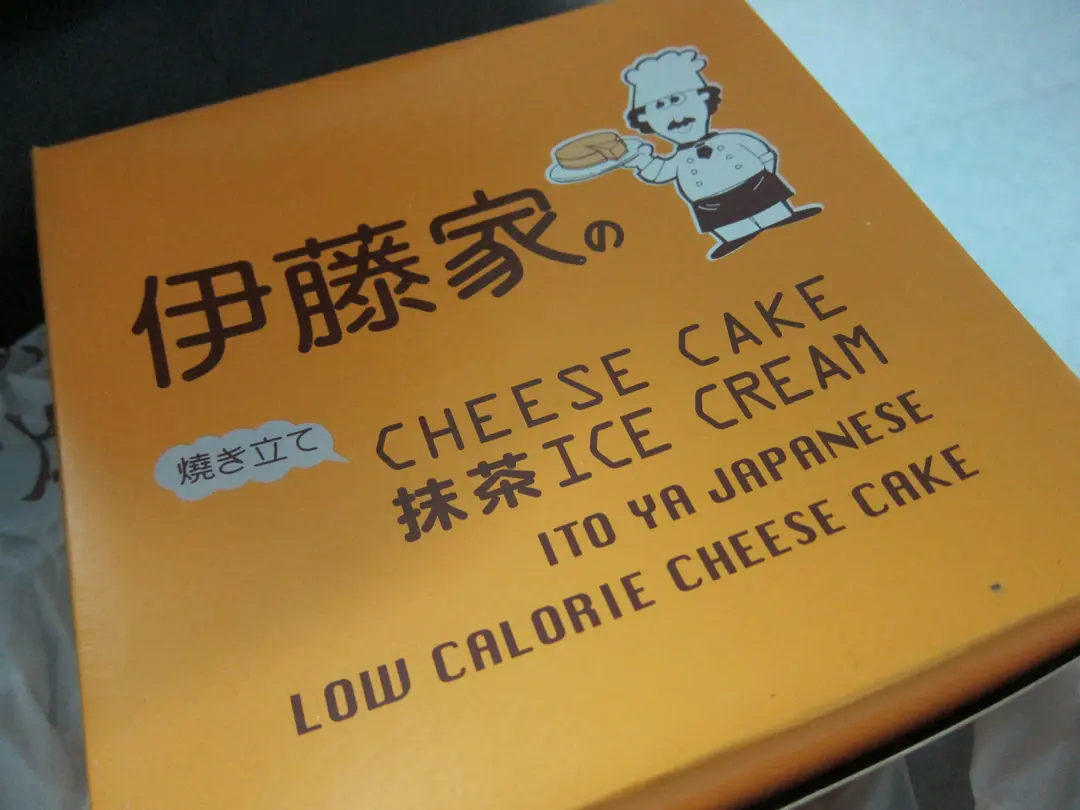 伊藤家の
焼き立て
CHEESE CAKE
抹茶ICE CREAM
ITO YA JAPANESE
LOW CALORIE CHEESE CAKE